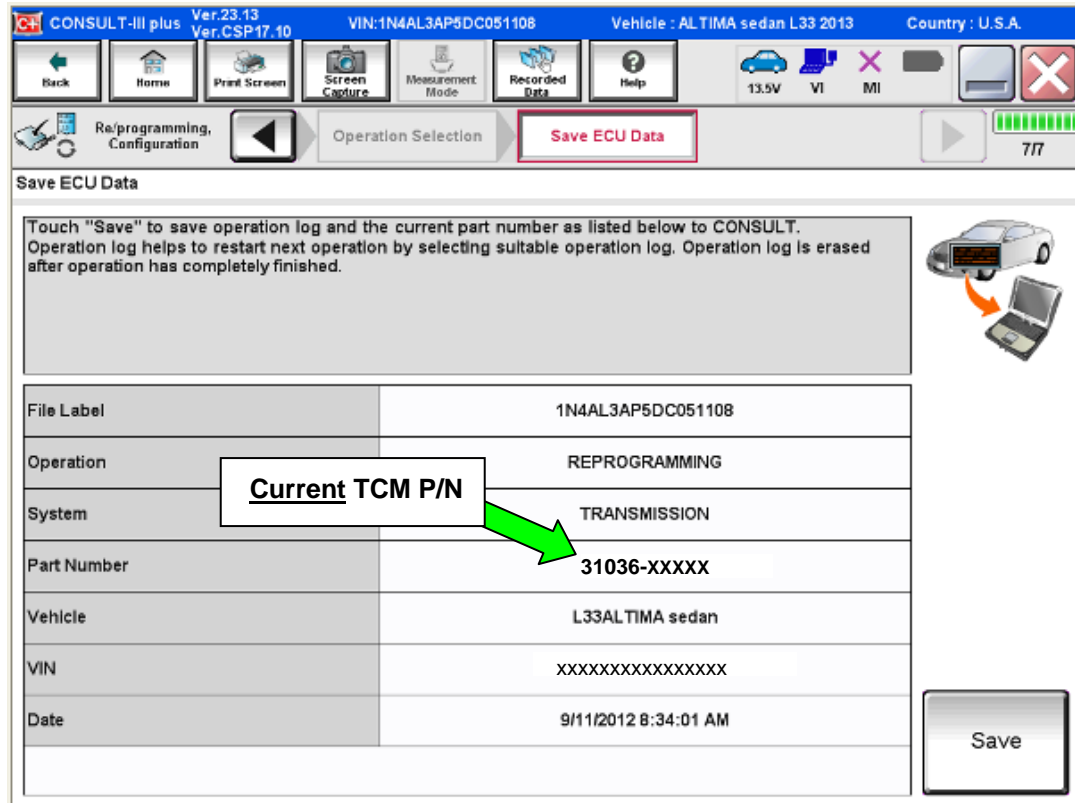 C+ CONSULT-III plus Ver.23.13 VIN:1N4AL3AP5DC051108 Vehicle : ALTIMA sedan L33 2013 Country : U.S.A.
Ver.CSP17.10
Back Home Print Screen Screen Capture Measurement Mode Recorded Data Help 13.5V VI MI
Re/programming, Configuration Operation Selection Save ECU Data 7/7
Save ECU Data
Touch "Save" to save operation log and the current part number as listed below to CONSULT.
Operation log helps to restart next operation by selecting suitable operation log. Operation log is erased
after operation has completely finished.
File Label 1N4AL3AP5DC051108
Operation REPROGRAMMING
Current TCM P/N
System TRANSMISSION
Part Number 31036-XXXXX
Vehicle L33ALTIMA sedan
VIN XXXXXXXXXXXXXXXX
Date 9/11/2012 8:34:01 AM
Save